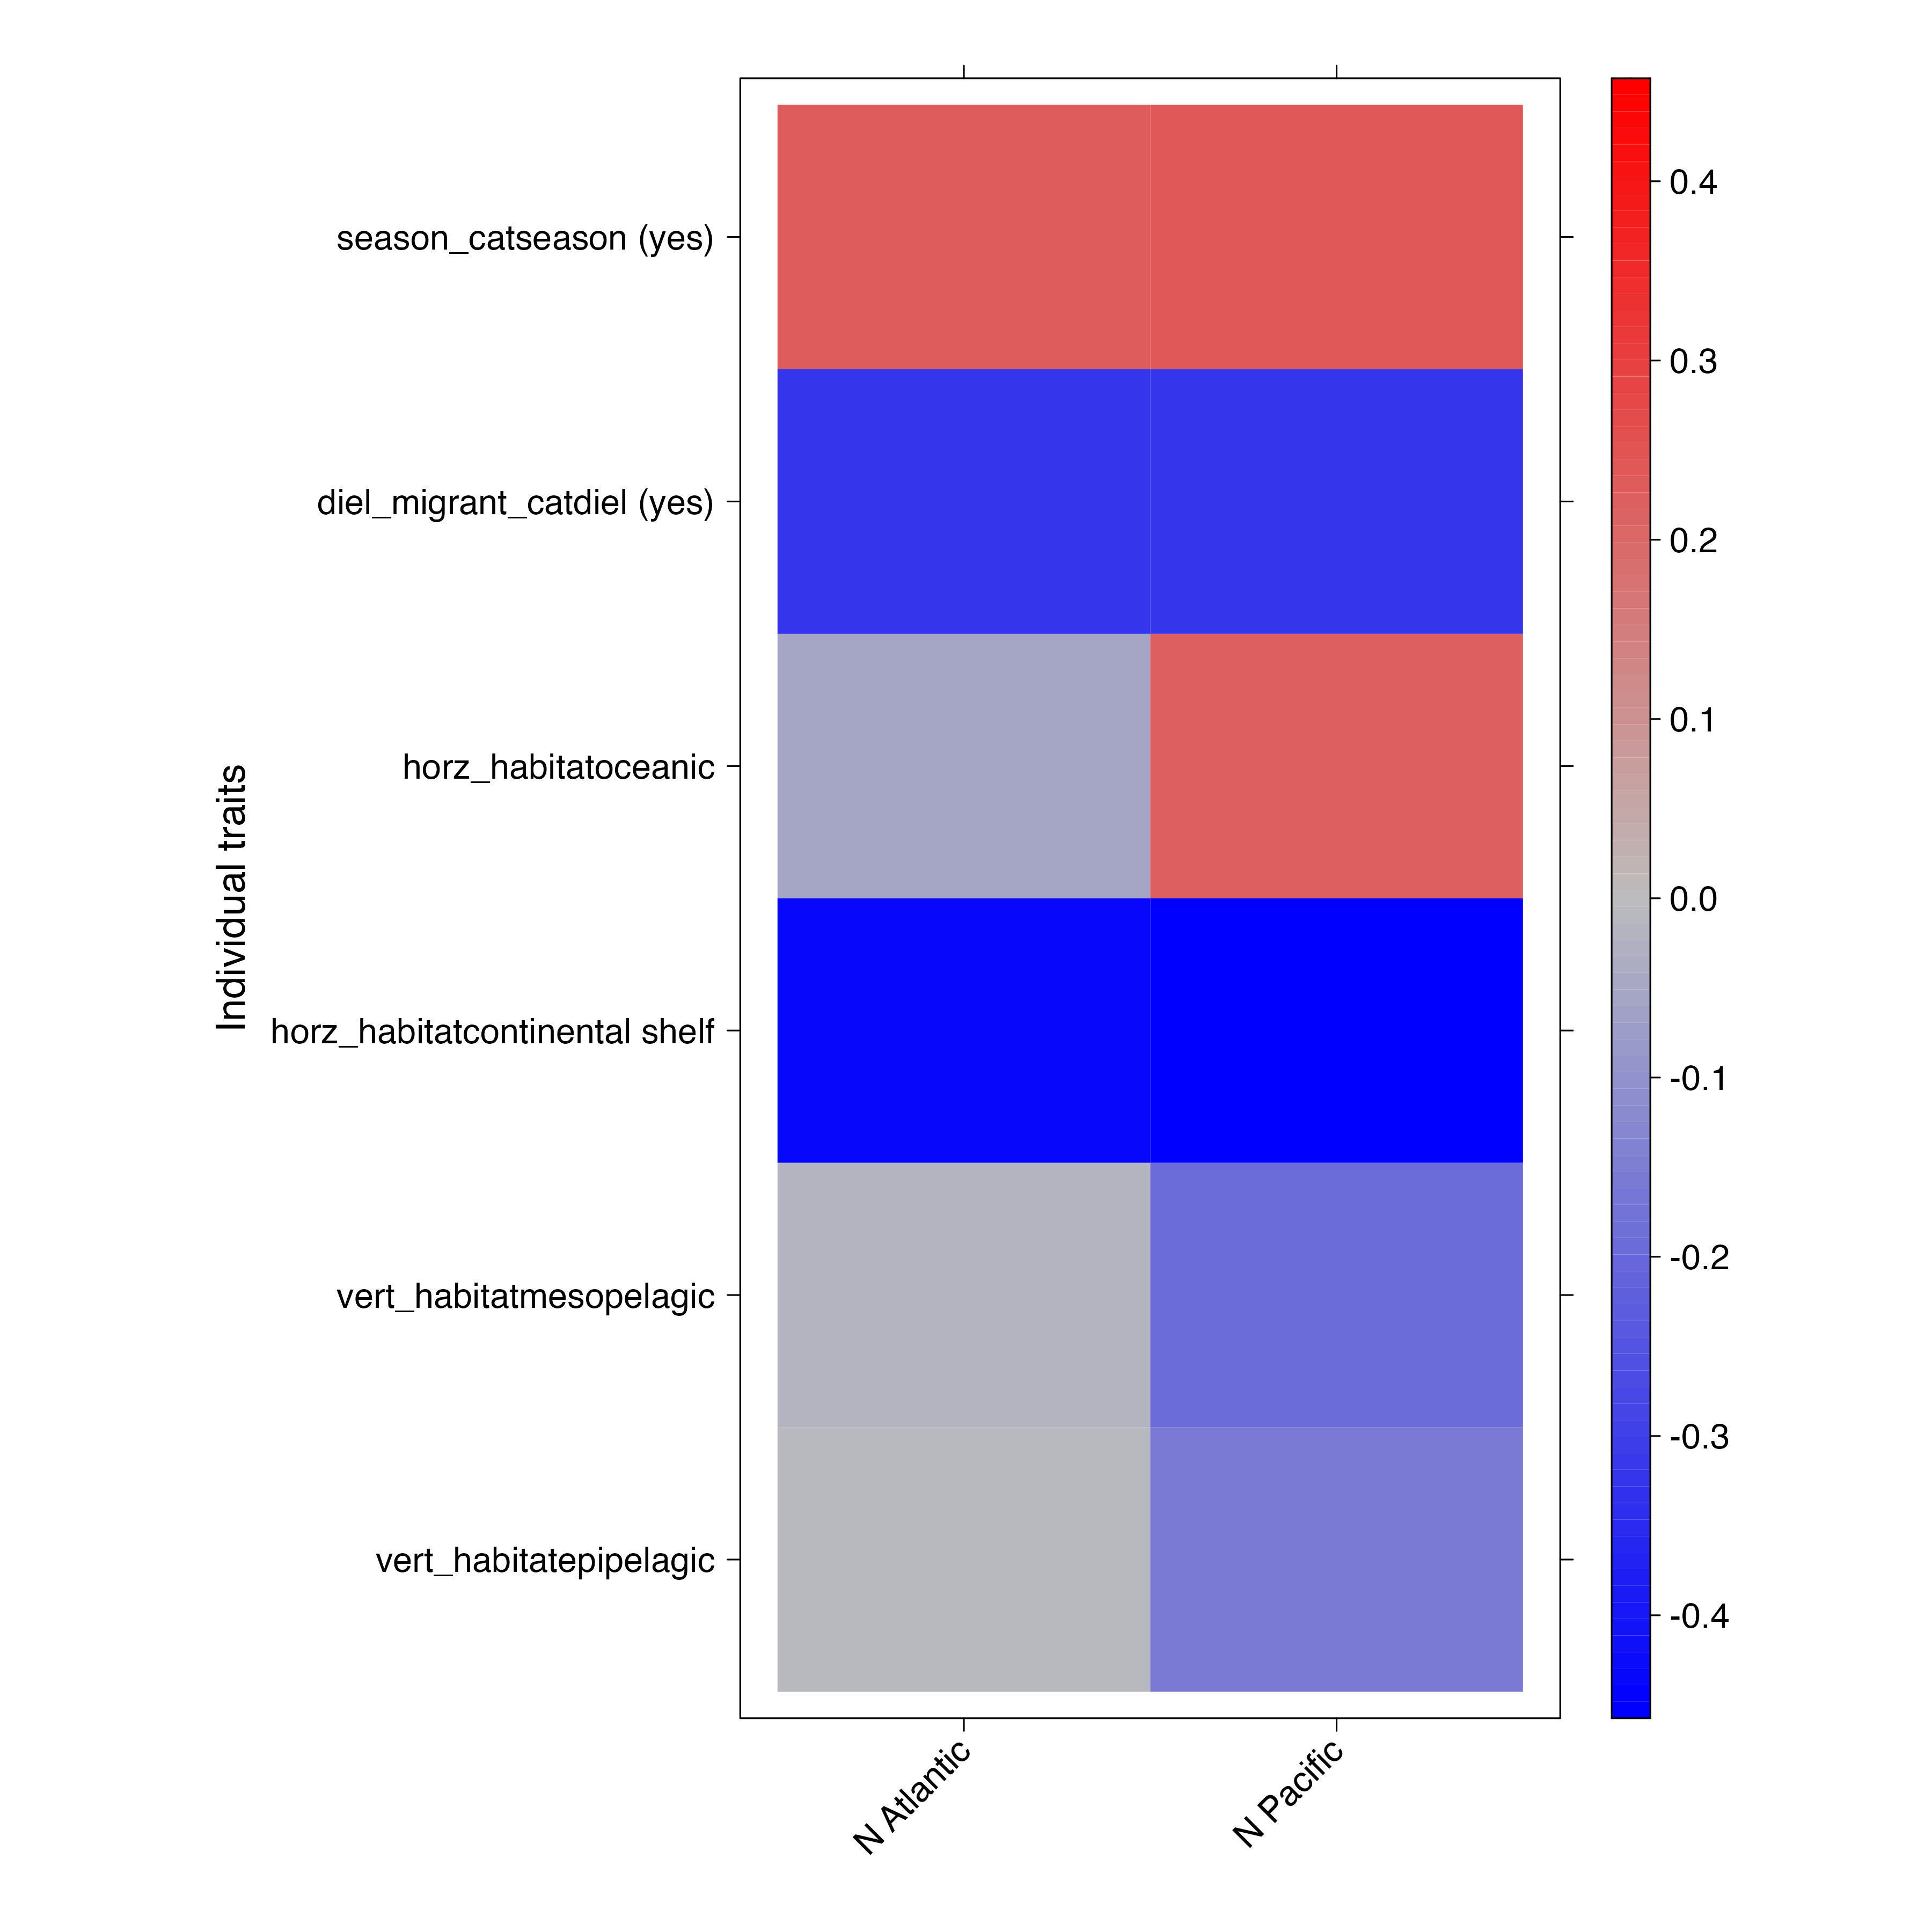 Individual traits
season_catseason (yes)
diel_migrant_catdiel (yes)
horz_habitatoceanic
horz_habitatcontinental shelf
vert_habitatmesopelagic
vert_habitatepipelagic
N Atlantic
N Pacific
0.4
0.3
0.2
0.1
0.0
-0.1
-0.2
-0.3
-0.4